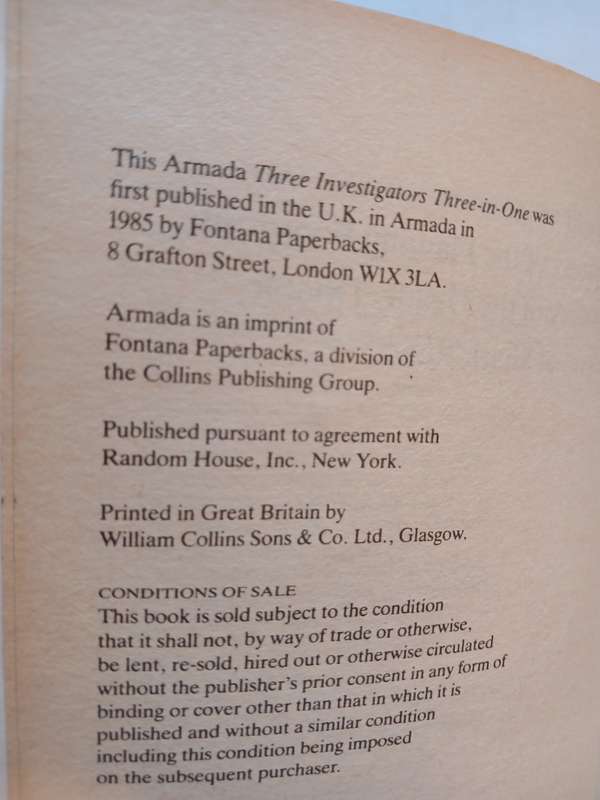 This Armada Three Investigators Three-in-One was
first published in the U.K. in Armada in
1985 by Fontana Paperbacks,
8 Grafton Street, London W1X 3LA.
Armada is an imprint of
Fontana Paperbacks, a division of
the Collins Publishing Group.
Published pursuant to agreement with
Random House, Inc., New York.
Printed in Great Britain by
William Collins Sons & Co. Ltd., Glasgow.
CONDITIONS OF SALE
This book is sold subject to the condition
that it shall not, by way of trade or otherwise,
be lent, re-sold, hired out or otherwise circulated
without the publisher's prior consent in any form of
binding or cover other than that in which it is
published and without a similar condition
including this condition being imposed
on the subsequent purchaser.